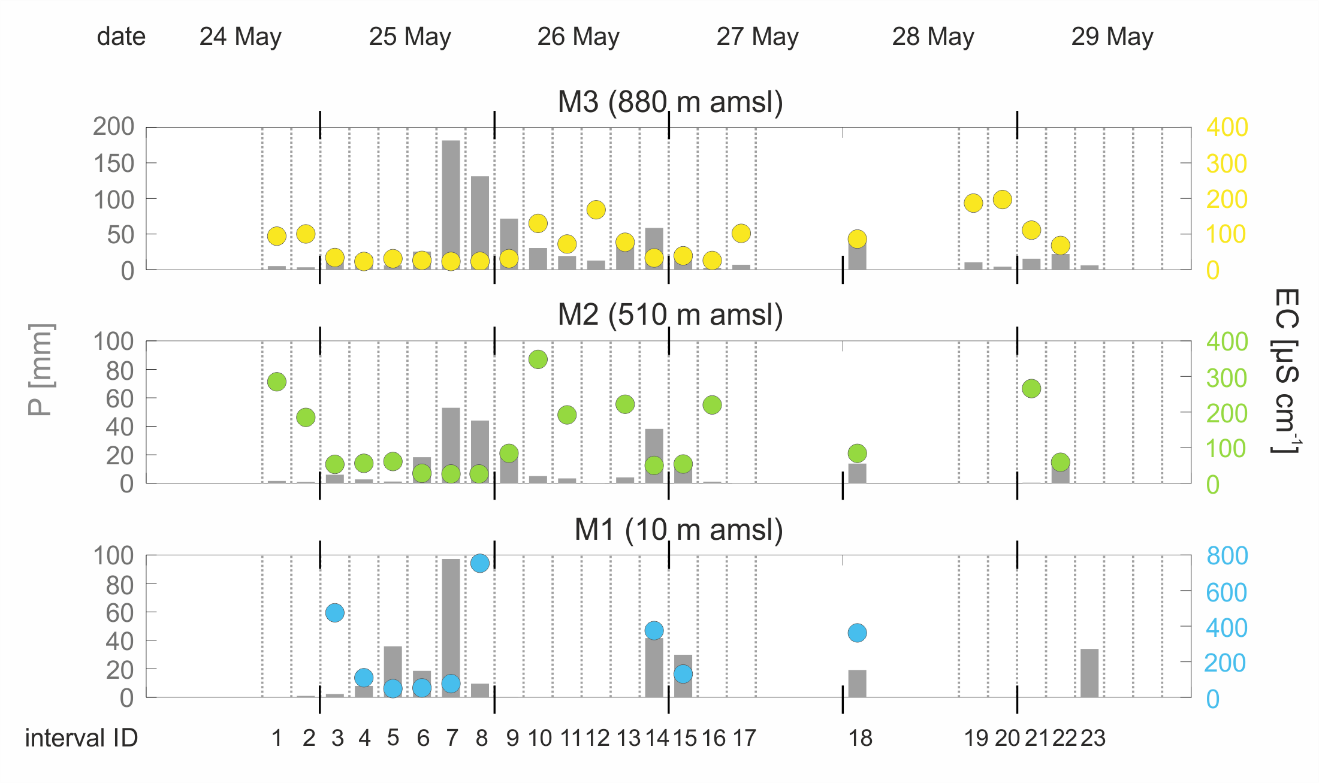 date 24 May 25 May 26 May 27 May 28 May 29 May
M3 (880 m amsl)
200 400
150 300
100 200
50 100
0 0
M2 (510 m amsl)
100 400
80 300
60
40 200
20 100
0 0
P [mm]
EC [µS cm⁻¹]
M1 (10 m amsl)
100 800
80 600
60
40 400
20 200
0 0
interval ID 1 2 3 4 5 6 7 8 9 10 11 12 13 14 15 16 17 18 19 20 21 22 23